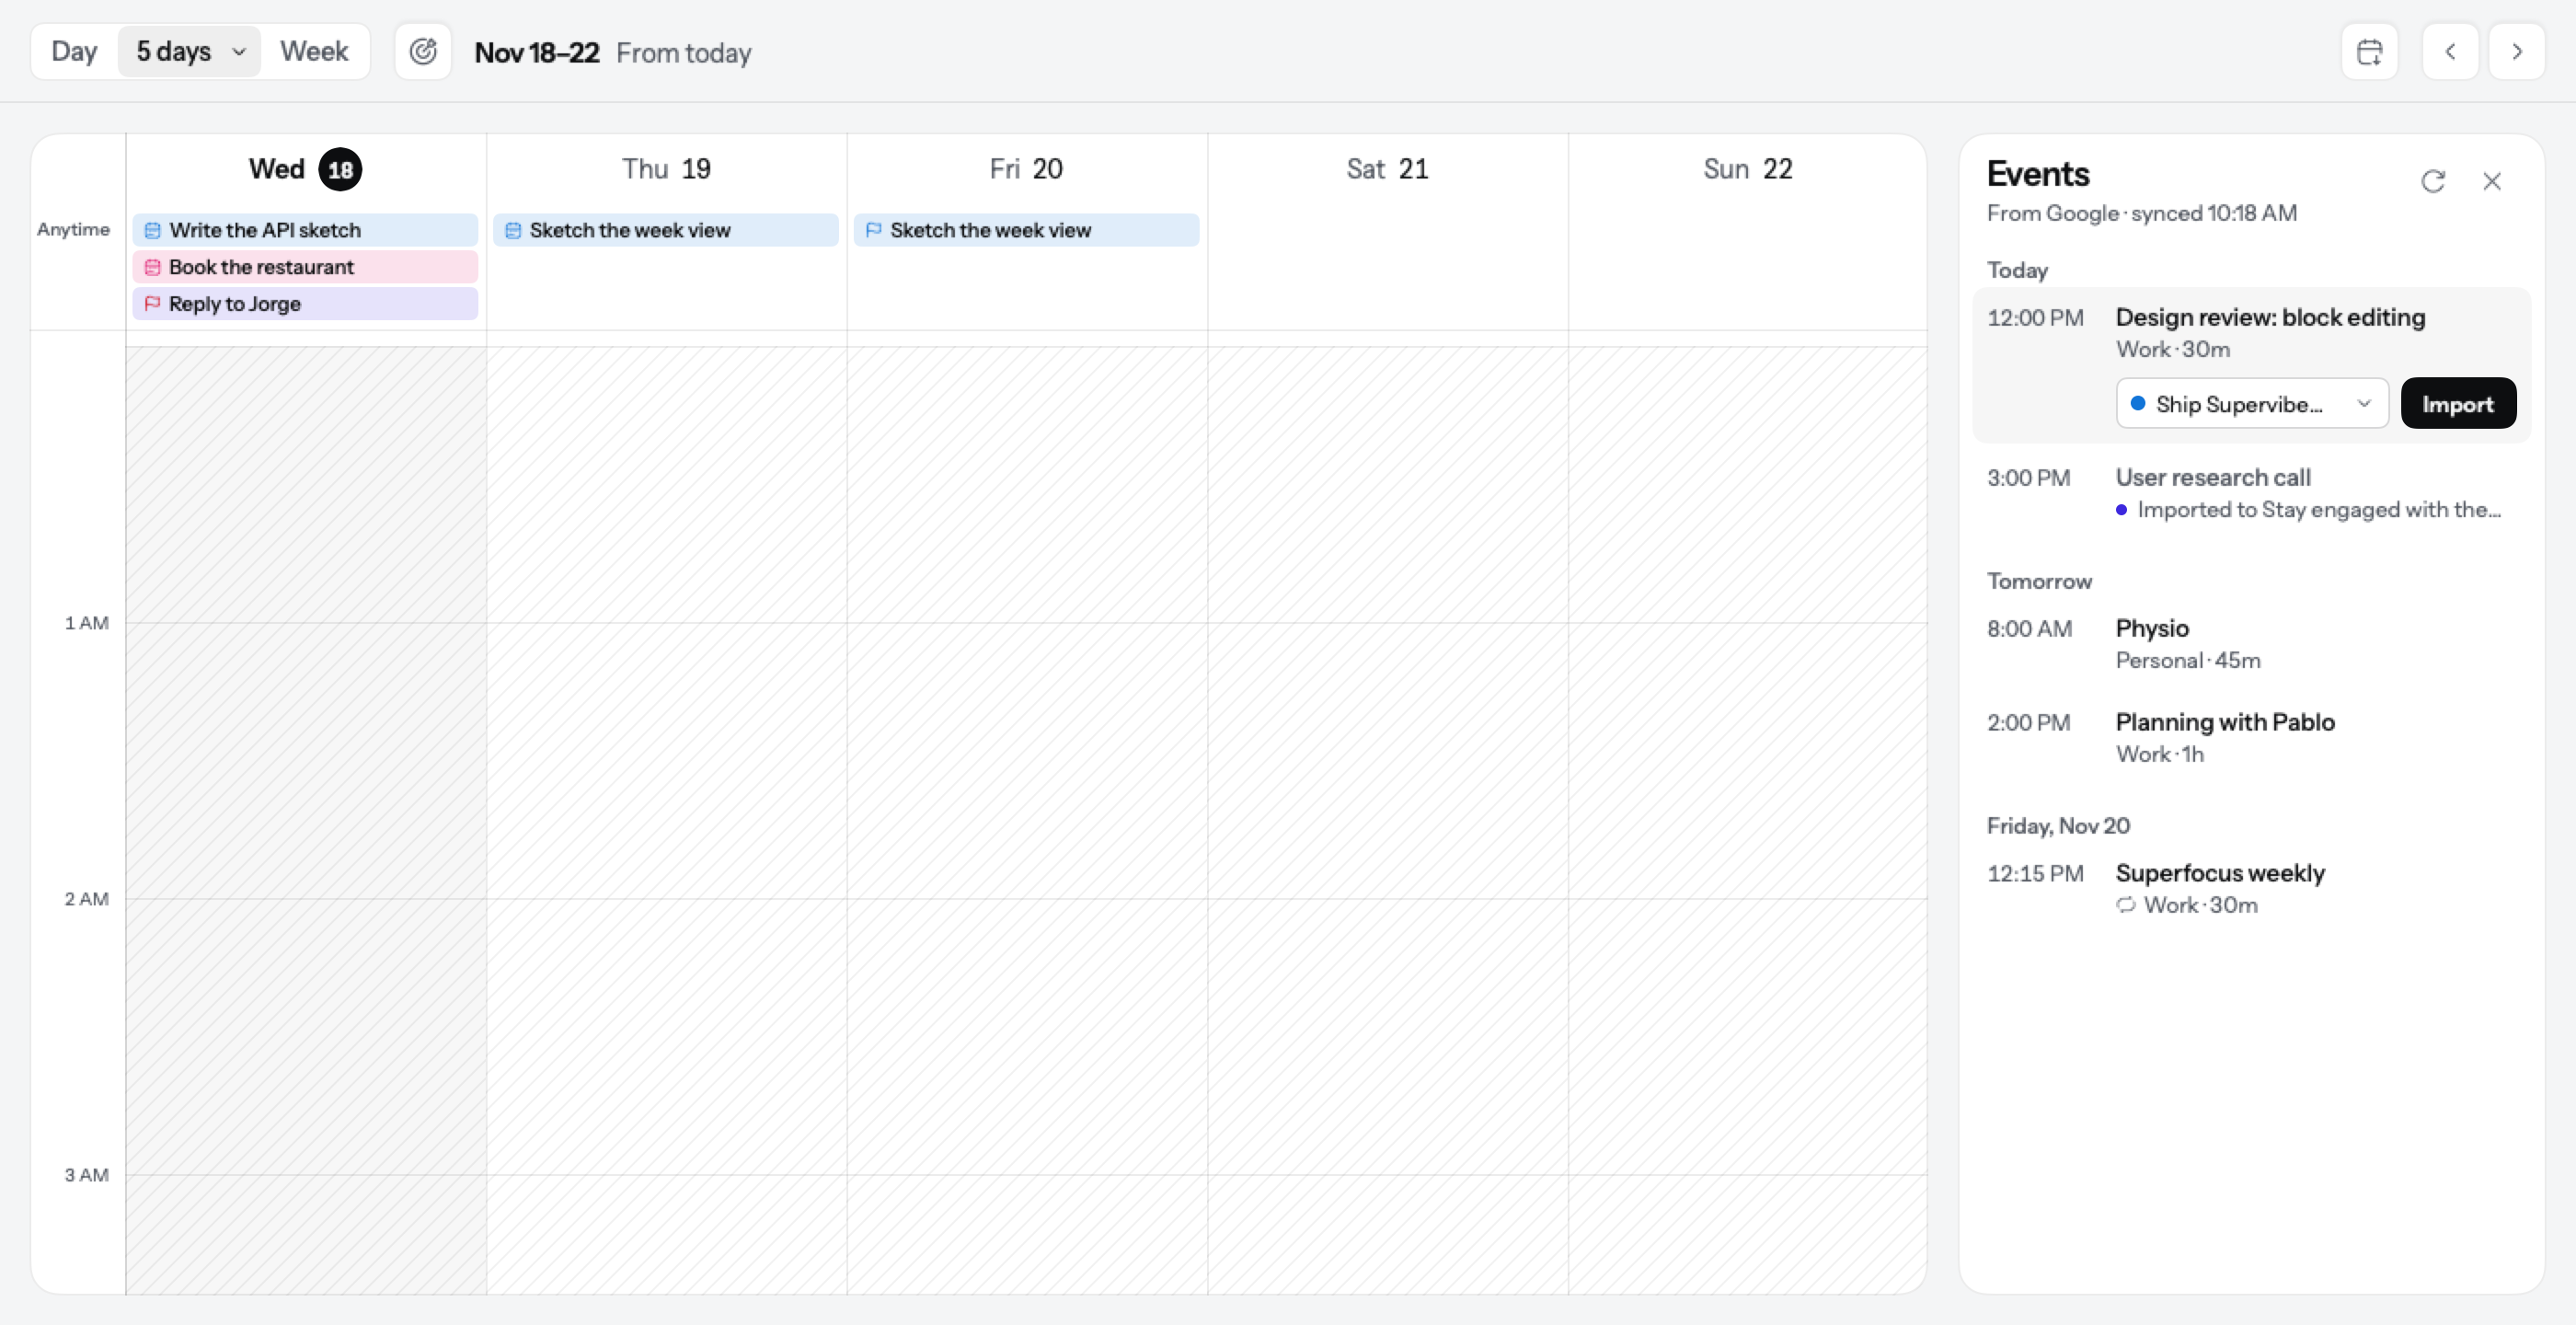 Day 5 days Week Nov 18–22 From today
Wed 18 Thu 19 Fri 20 Sat 21 Sun 22
Anytime
Write the API sketch
Book the restaurant
Reply to Jorge
Sketch the week view
Sketch the week view
1 AM
2 AM
3 AM
Events
From Google · synced 10:18 AM
Today
12:00 PM Design review: block editing
Work · 30m
Ship Supervibe... Import
3:00 PM User research call
Imported to Stay engaged with the...
Tomorrow
8:00 AM Physio
Personal · 45m
2:00 PM Planning with Pablo
Work · 1h
Friday, Nov 20
12:15 PM Superfocus weekly
Work · 30m